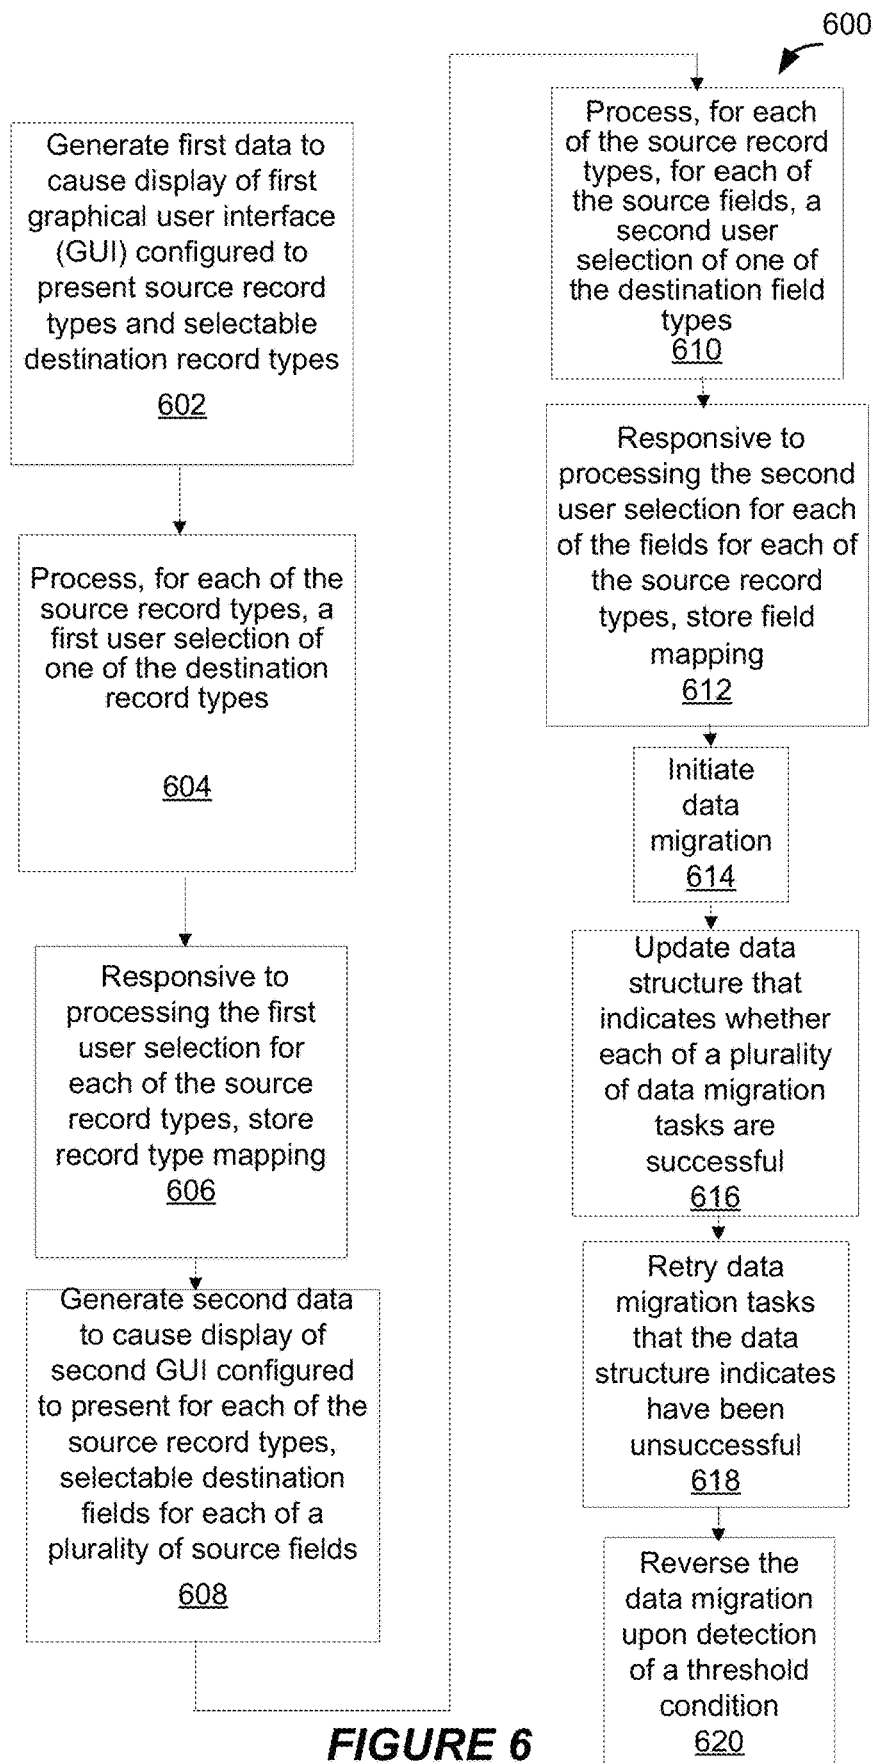 600
Generate first data to
cause display of first
graphical user interface
(GUI) configured to
present source record
types and selectable
destination record types
602
Process, for each of the
source record types, a
first user selection of
one of the destination
record types
604
Responsive to
processing the first
user selection for
each of the source
record types, store
record type mapping
606
Generate second data
to cause display of
second GUI configured
to present for each of the
source record types,
selectable destination
fields for each of a
plurality of source fields
608
Process, for each
of the source record
types, for each of
the source fields, a
second user
selection of one of
the destination field
types
610
Responsive to
processing the second
user selection for each
of the fields for each of
the source record
types, store field
mapping
612
Initiate
data
migration
614
Update data
structure that
indicates whether
each of a plurality
of data migration
tasks are
successful
616
Retry data
migration tasks
that the data
structure indicates
have been
unsuccessful
618
Reverse the
data migration
upon detection
of a threshold
condition
620
FIGURE 6